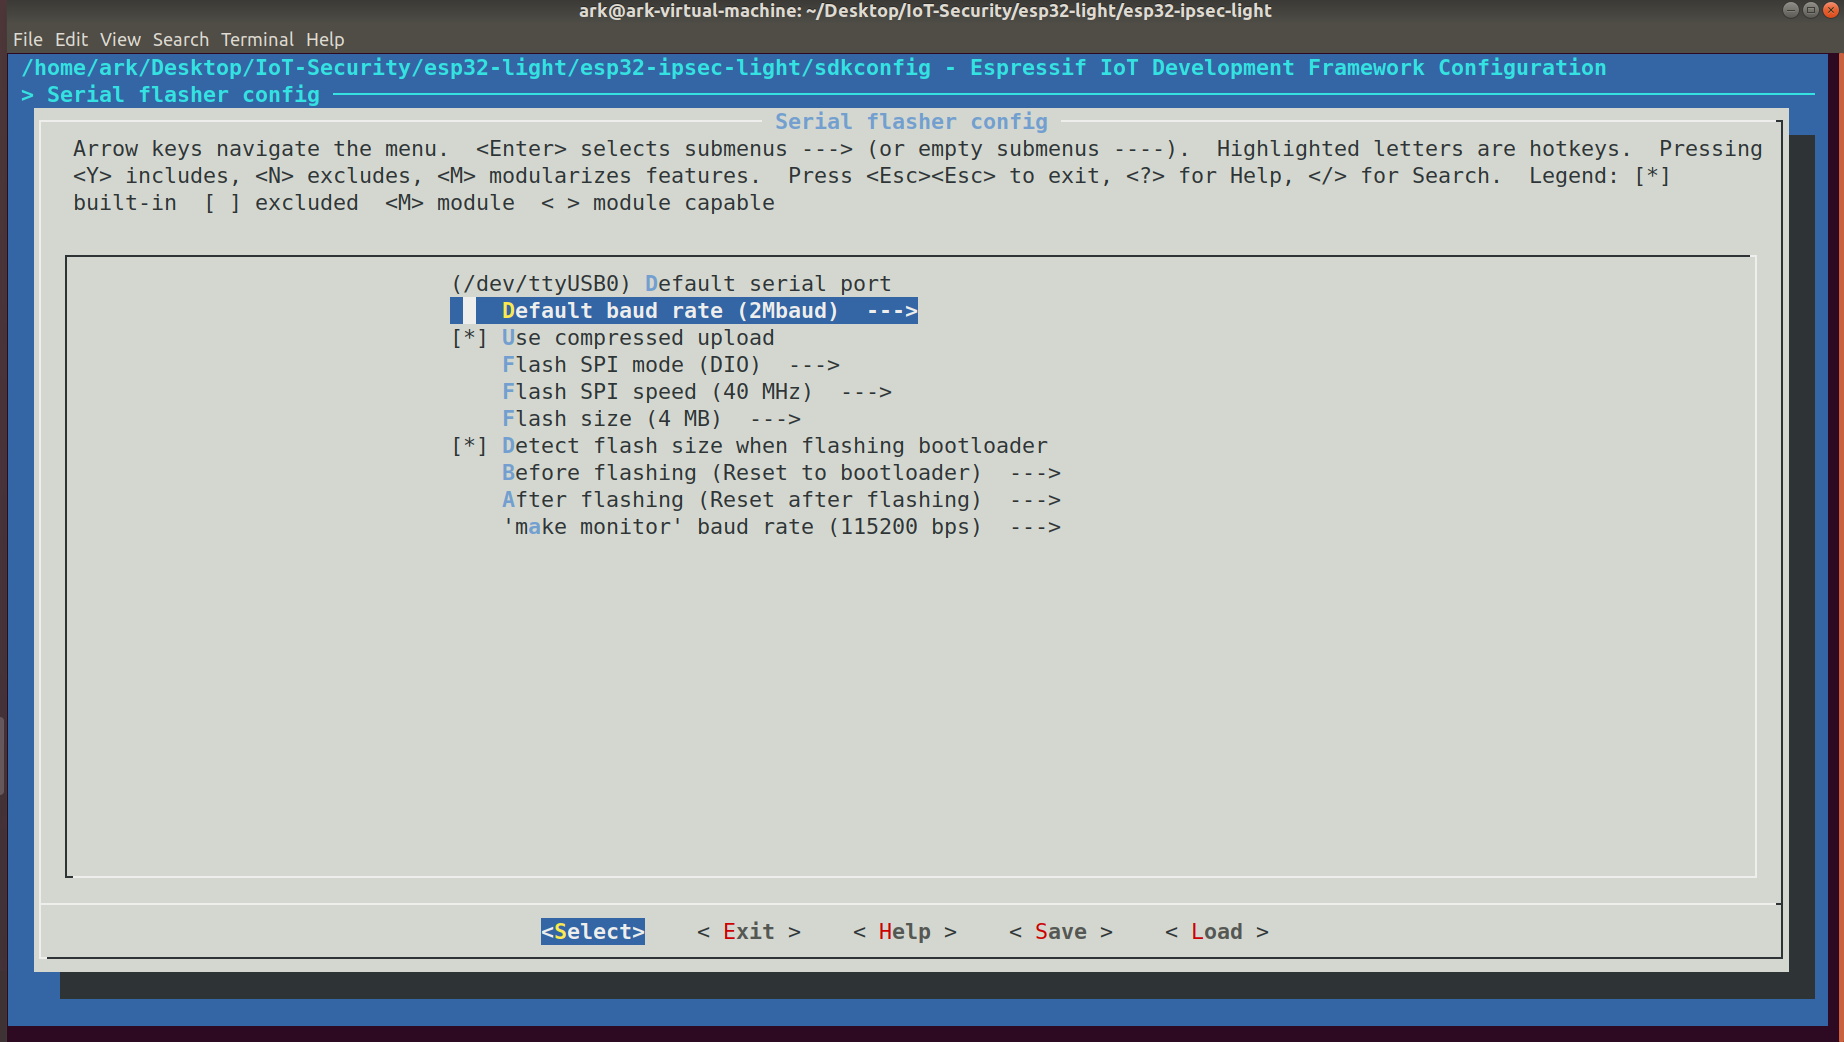 ark@ark-virtual-machine: ~/Desktop/IoT-Security/esp32-light/esp32-ipsec-light
File Edit View Search Terminal Help
/home/ark/Desktop/IoT-Security/esp32-light/esp32-ipsec-light/sdkconfig - Espressif IoT Development Framework Configuration
> Serial flasher config
Serial flasher config
Arrow keys navigate the menu.  <Enter> selects submenus ---> (or empty submenus ----).  Highlighted letters are hotkeys.  Pressing
<Y> includes, <N> excludes, <M> modularizes features.  Press <Esc><Esc> to exit, <?> for Help, </> for Search.  Legend: [*]
built-in  [ ] excluded  <M> module  < > module capable
(/dev/ttyUSB0) Default serial port
Default baud rate (2Mbaud)  --->
[*] Use compressed upload
Flash SPI mode (DIO)  --->
Flash SPI speed (40 MHz)  --->
Flash size (4 MB)  --->
[*] Detect flash size when flashing bootloader
Before flashing (Reset to bootloader)  --->
After flashing (Reset after flashing)  --->
'make monitor' baud rate (115200 bps)  --->
<Select>    < Exit >    < Help >    < Save >    < Load >